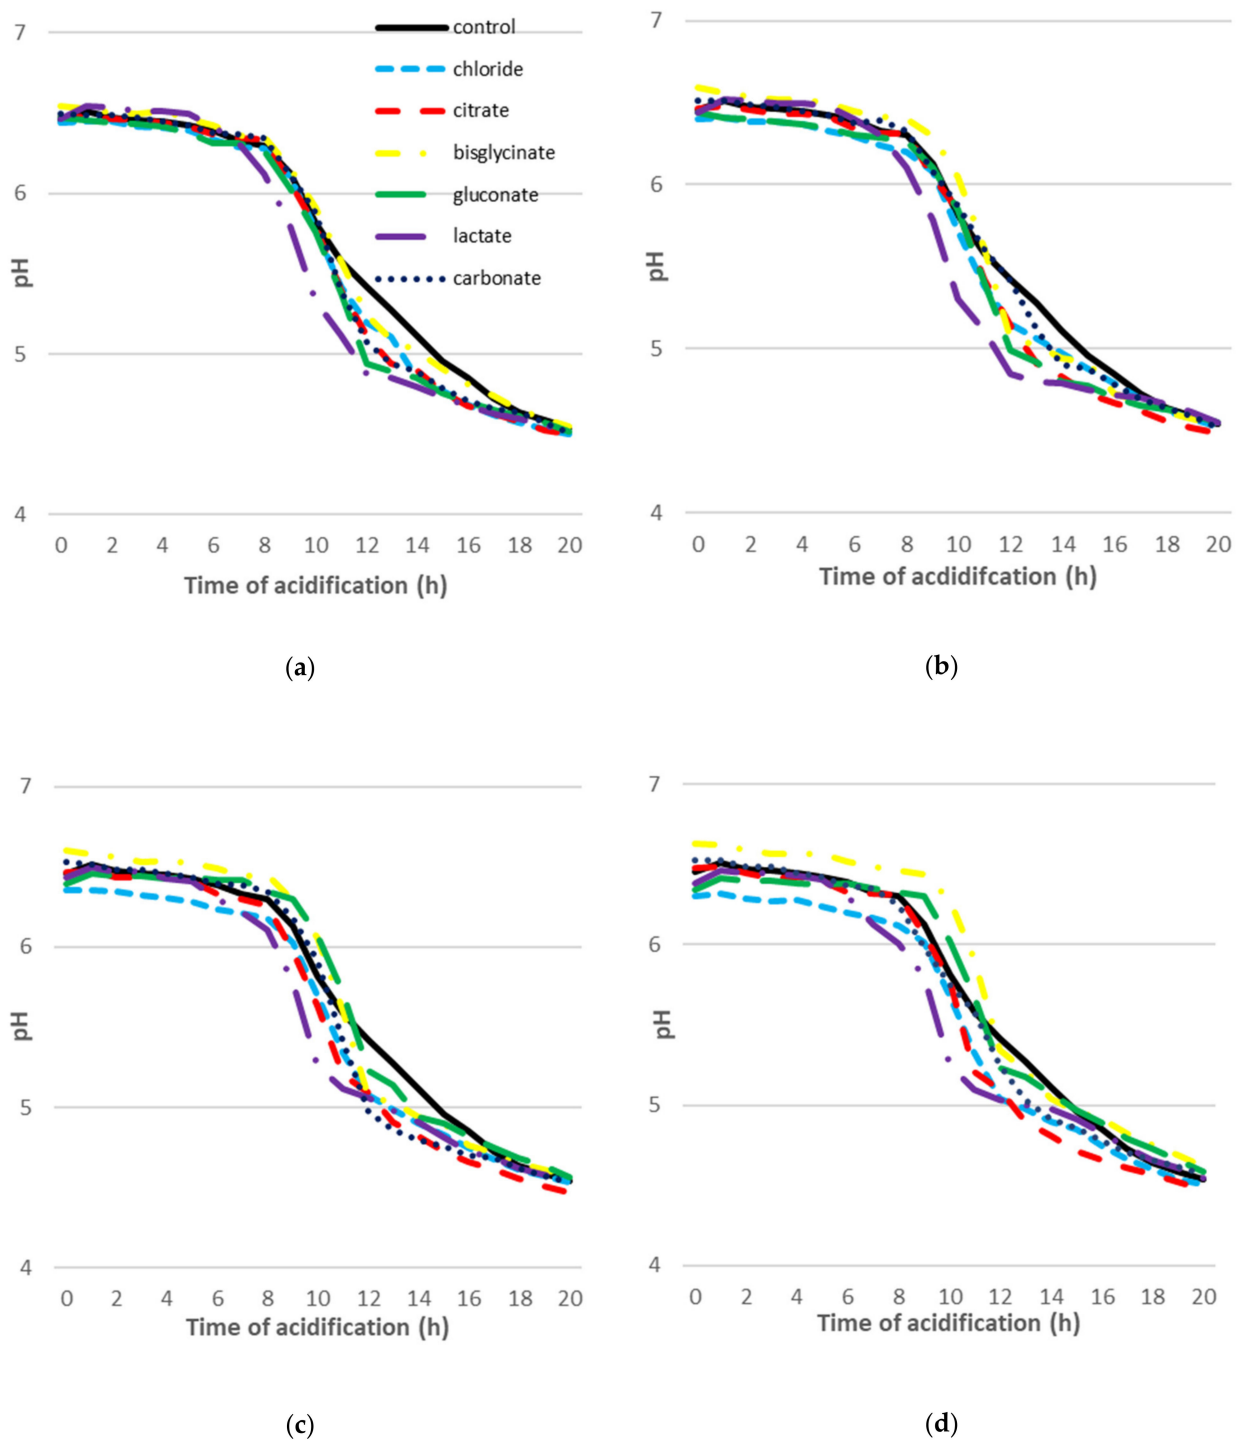 7
6
5
4
pH
control
chloride
citrate
bisglycinate
gluconate
lactate
carbonate
0 2 4 6 8 10 12 14 16 18 20
Time of acidification (h)
(a)
7
6
5
4
pH
0 2 4 6 8 10 12 14 16 18 20
Time of acdidifcation (h)
(b)
7
6
5
4
pH
0 2 4 6 8 10 12 14 16 18 20
Time of acidification (h)
(c)
7
6
5
4
pH
0 2 4 6 8 10 12 14 16 18 20
Time of acidification (h)
(d)